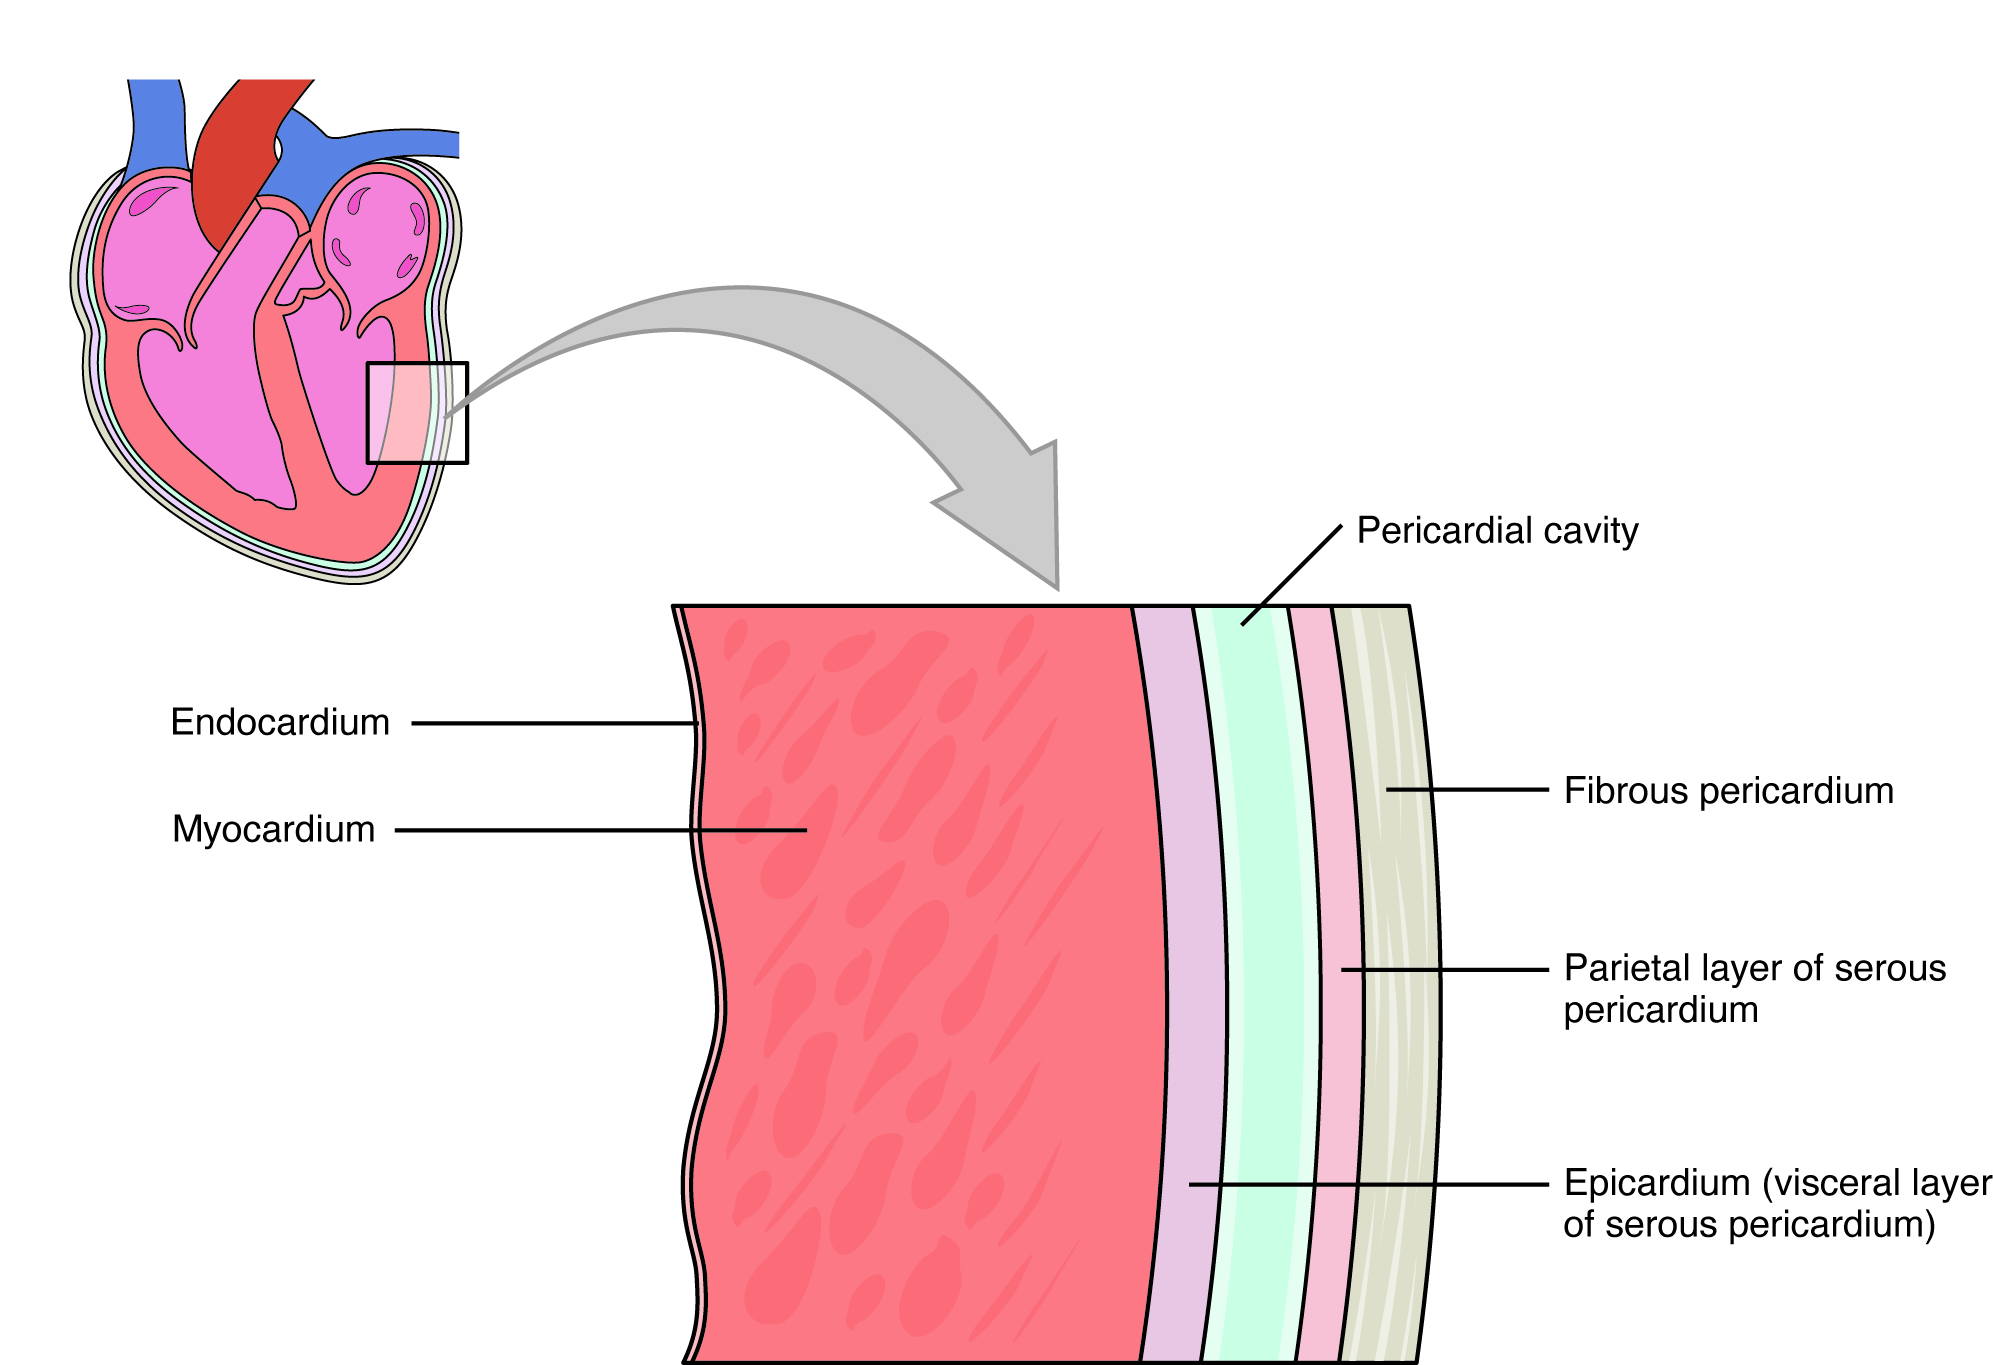 Pericardial cavity
Endocardium
Fibrous pericardium
Myocardium
Parietal layer of serous
pericardium
Epicardium (visceral layer
of serous pericardium)